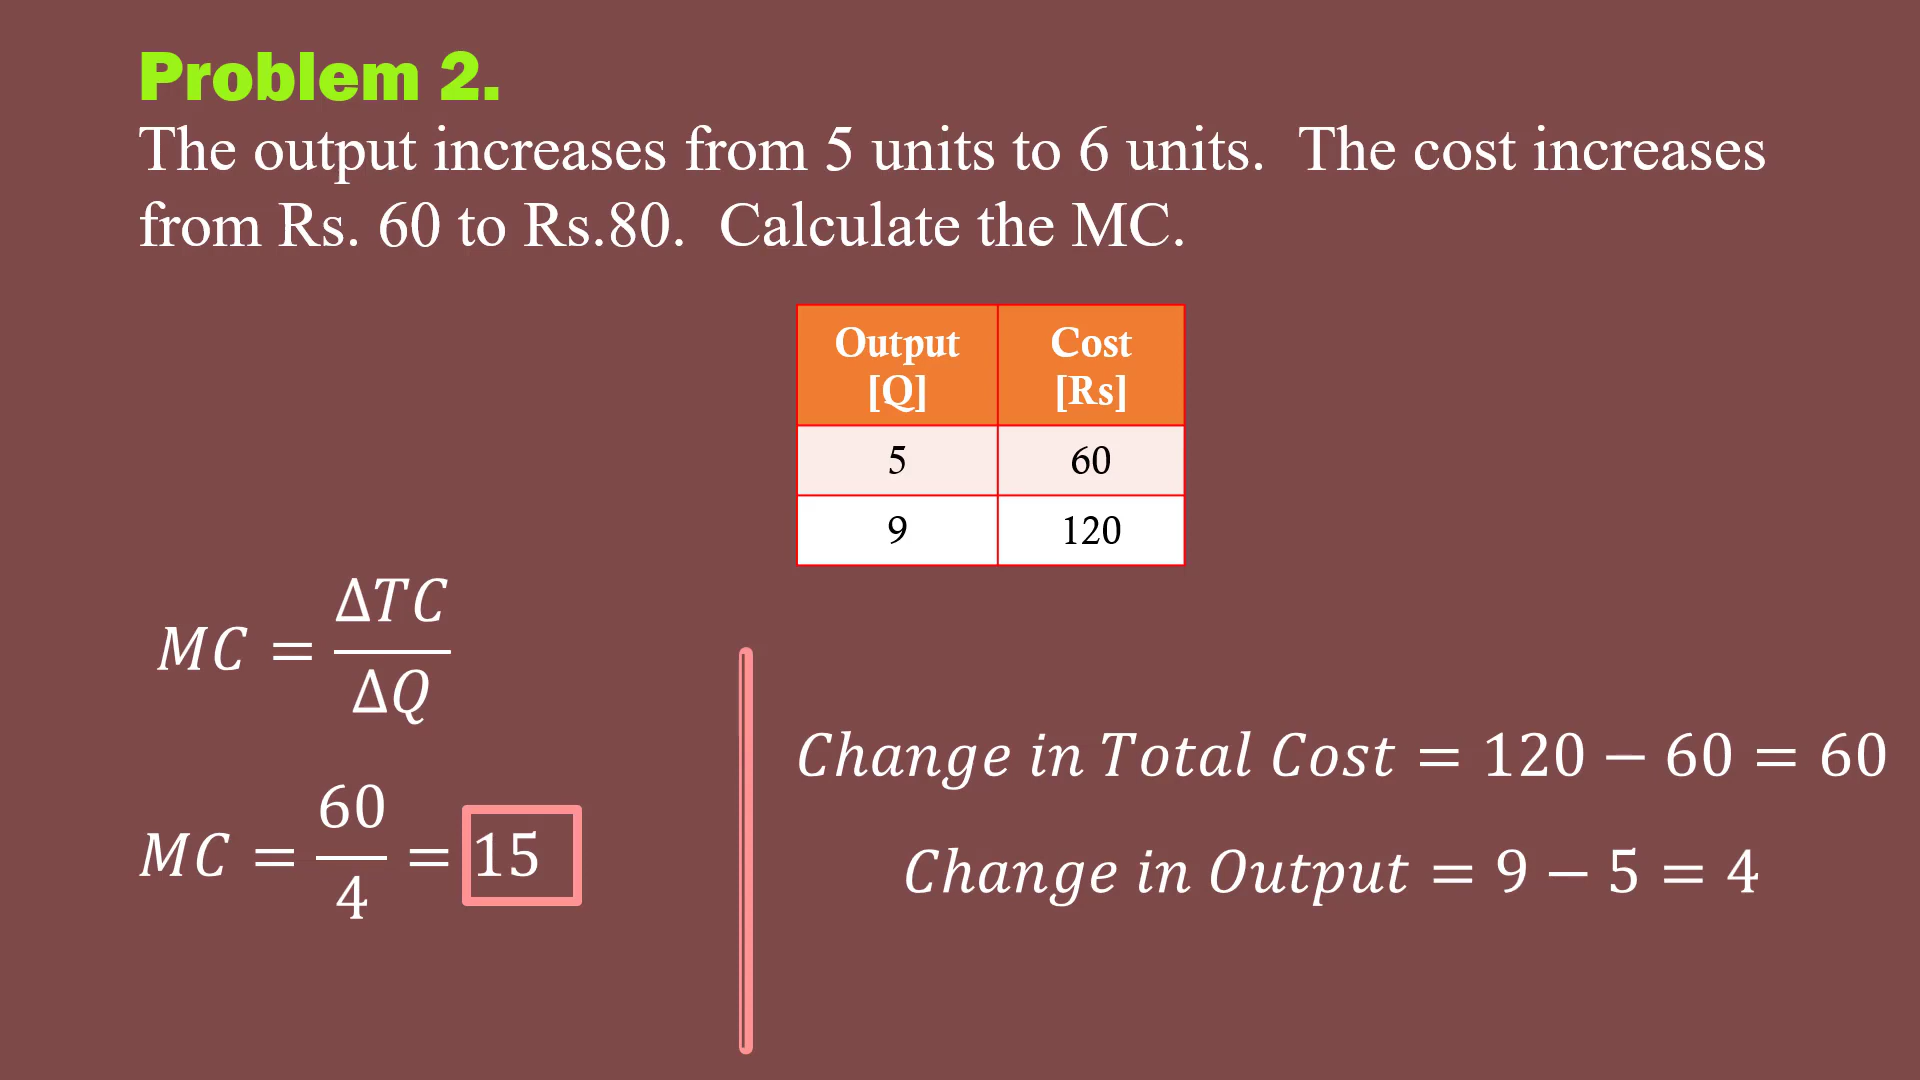 Problem 2.
The output increases from 5 units to 6 units.  The cost increases
from Rs. 60 to Rs.80.  Calculate the MC.
Output [Q] Cost [Rs]
5 60
9 120
MC = ΔTC/ΔQ
MC = 60/4 = 15
Change in Total Cost = 120 − 60 = 60
Change in Output = 9 − 5 = 4